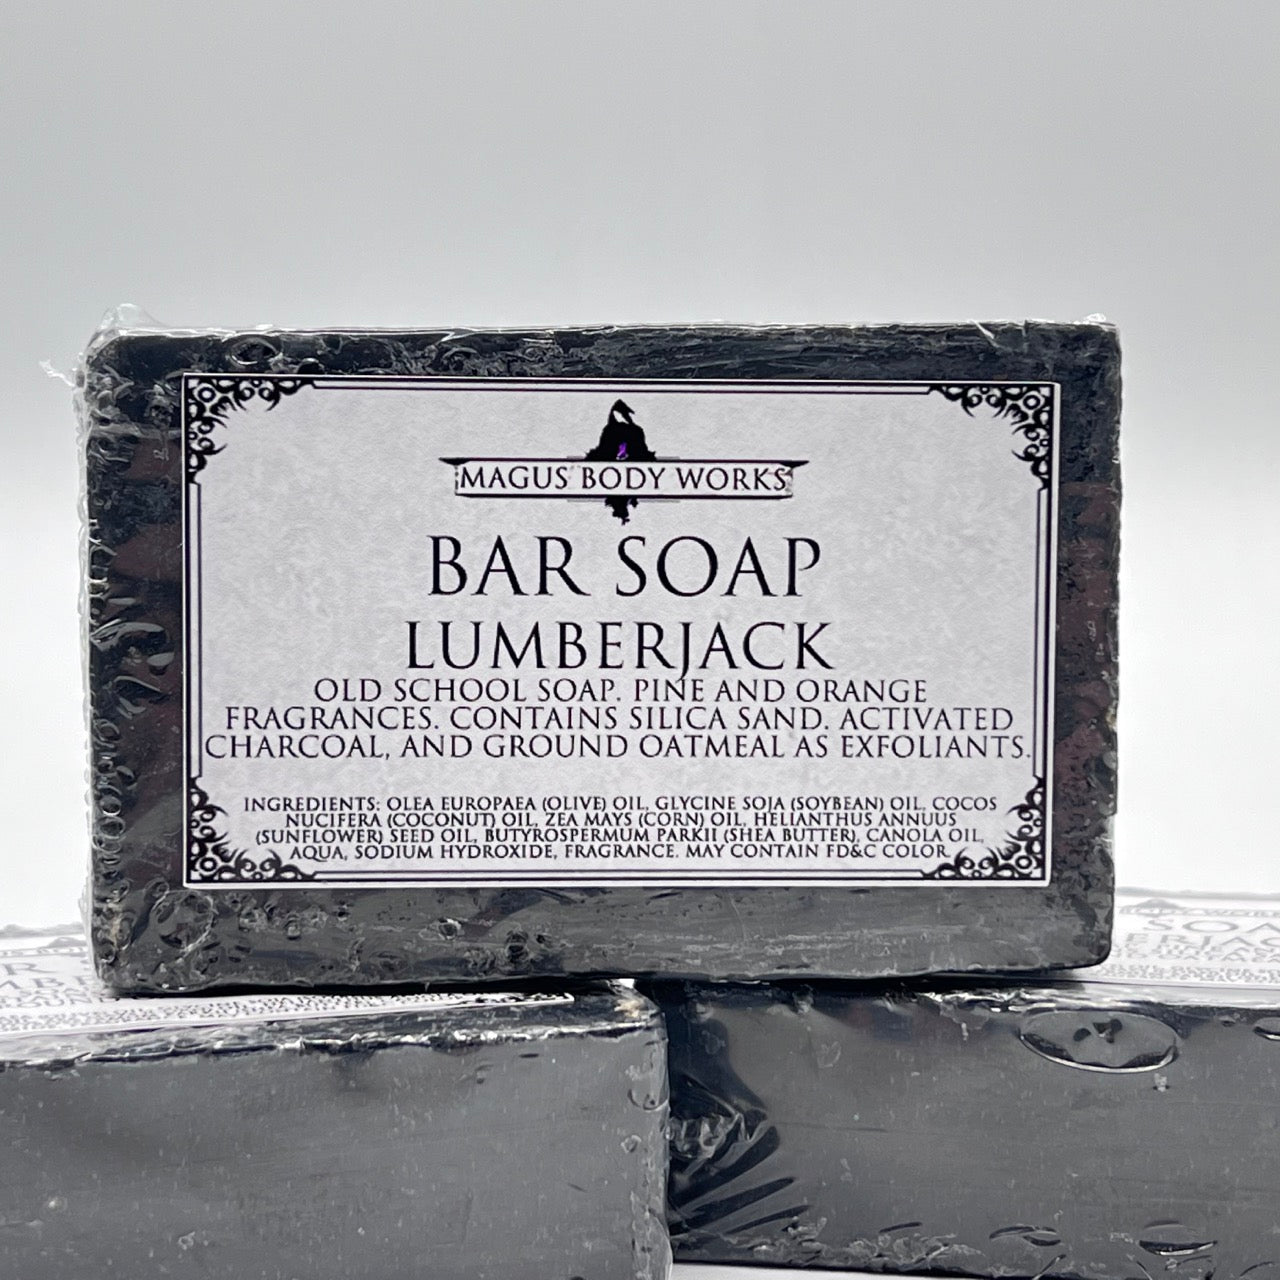 MAGUS BODY WORKS
BAR SOAP
LUMBERJACK
OLD SCHOOL SOAP. PINE AND ORANGE
FRAGRANCES. CONTAINS SILICA SAND. ACTIVATED
CHARCOAL, AND GROUND OATMEAL AS EXFOLIANTS.
INGREDIENTS: OLEA EUROPAEA (OLIVE) OIL, GLYCINE SOJA (SOYBEAN) OIL, COCOS
NUCIFERA (COCONUT) OIL, ZEA MAYS (CORN) OIL, HELIANTHUS ANNUUS
(SUNFLOWER) SEED OIL, BUTYROSPERMUM PARKII (SHEA BUTTER), CANOLA OIL,
AQUA, SODIUM HYDROXIDE, FRAGRANCE. MAY CONTAIN FD&C COLOR